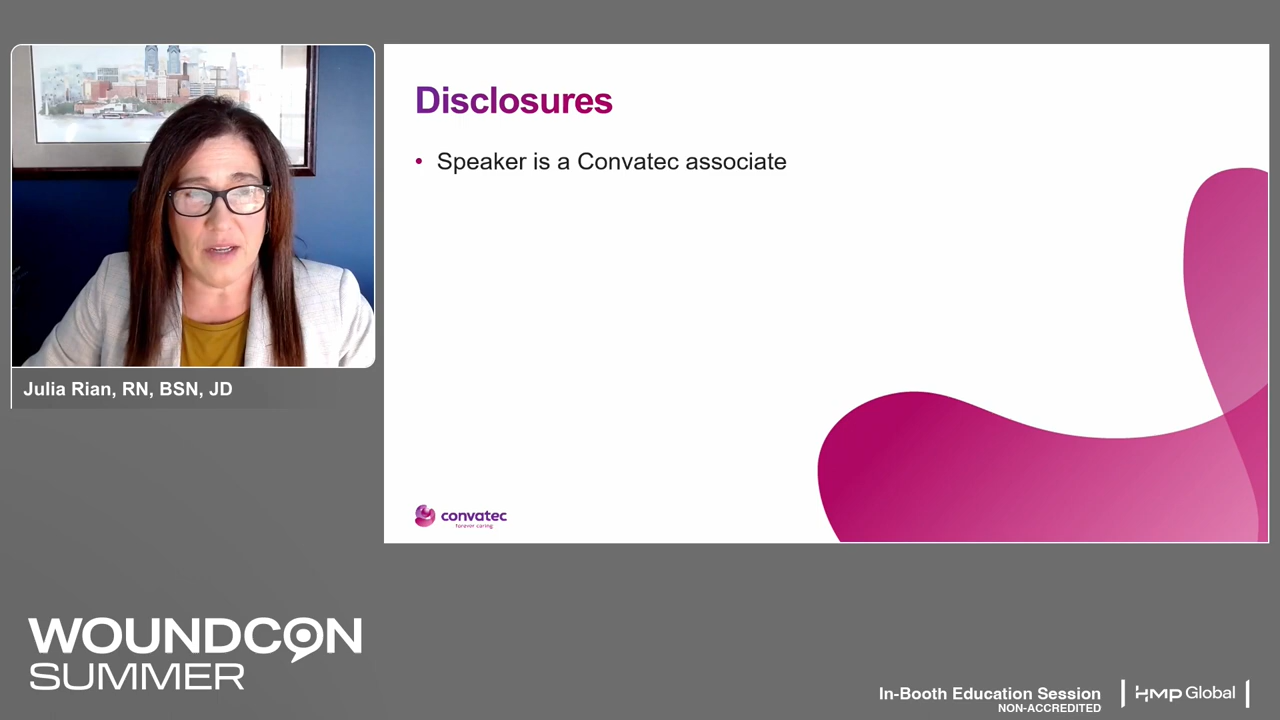 Disclosures
• Speaker is a Convatec associate
Julia Rian, RN, BSN, JD
convatec
forever caring
WOUNDCON
SUMMER
In-Booth Education Session
NON-ACCREDITED
HMP Global